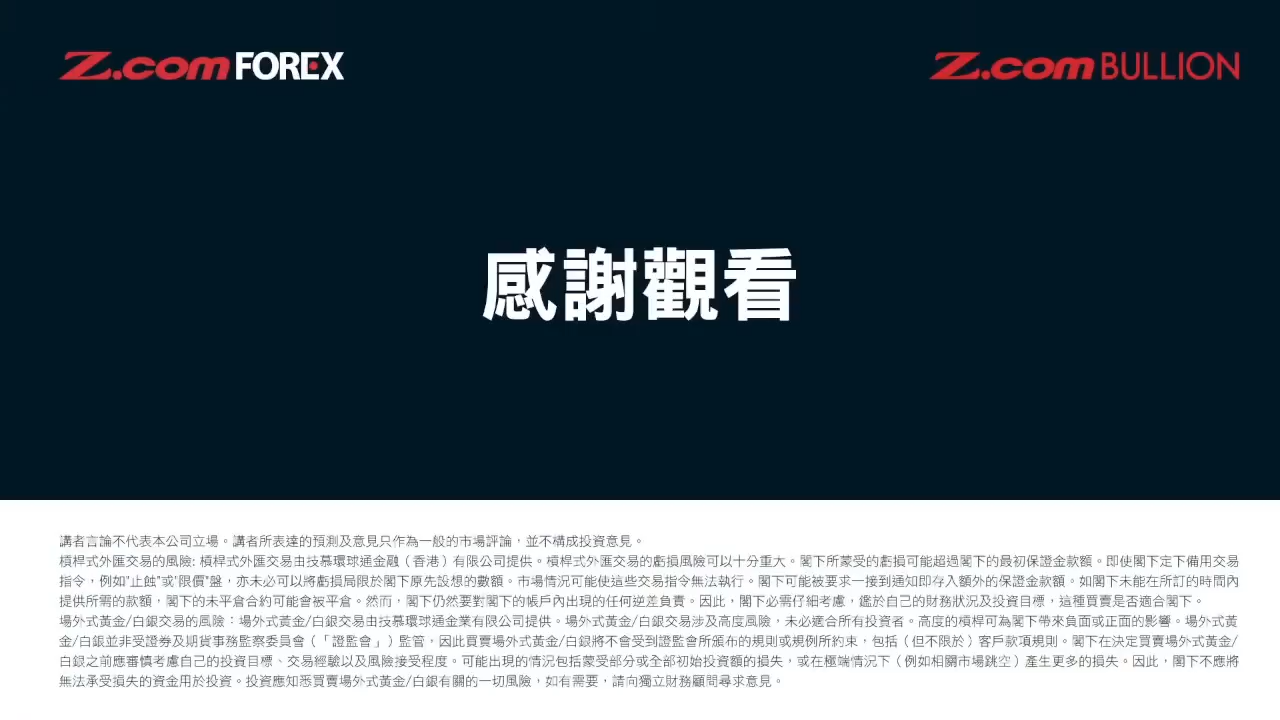 Z.com FOREX
Z.com BULLION
感謝觀看
講者言論不代表本公司立場。講者所表達的預測及意見只作為一般的市場評論，並不構成投資意見。
槓桿式外匯交易的風險: 槓桿式外匯交易由技慕環球通金融（香港）有限公司提供。槓桿式外匯交易的虧損風險可以十分重大。閣下所蒙受的虧損可能超過閣下的最初保證金款額。即使閣下定下備用交易
指令，例如"止蝕"或"限價"盤，亦未必可以將虧損局限於閣下原先設想的數額。市場情況可能使這些交易指令無法執行。閣下可能被要求一接到通知即存入額外的保證金款額。如閣下未能在所訂的時間內
提供所需的款額，閣下的未平倉合約可能會被平倉。然而，閣下仍然要對閣下的帳戶內出現的任何逆差負責。因此，閣下必需仔細考慮，鑑於自己的財務狀況及投資目標，這種買賣是否適合閣下。
場外式黃金/白銀交易的風險：場外式黃金/白銀交易由技慕環球通金業有限公司提供。場外式黃金/白銀交易涉及高度風險，未必適合所有投資者。高度的槓桿可為閣下帶來負面或正面的影響。場外式黃
金/白銀並非受證券及期貨事務監察委員會（「證監會」）監管，因此買賣場外式黃金/白銀將不會受到證監會所頒布的規則或規例所約束，包括（但不限於）客戶款項規則。閣下在決定買賣場外式黃金/
白銀之前應審慎考慮自己的投資目標、交易經驗以及風險接受程度。可能出現的情況包括蒙受部分或全部初始投資額的損失，或在極端情況下（例如相關市場跳空）產生更多的損失。因此，閣下不應將
無法承受損失的資金用於投資。投資應知悉買賣場外式黃金/白銀有關的一切風險，如有需要，請向獨立財務顧問尋求意見。